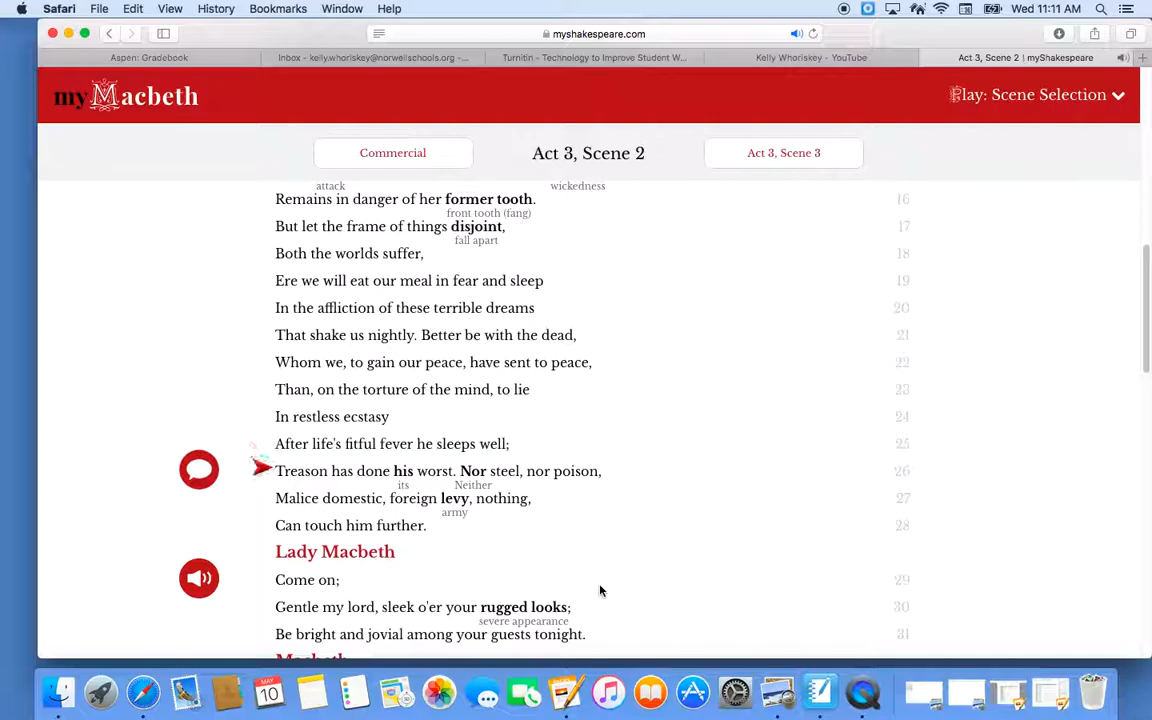 Safari File Edit View History Bookmarks Window Help Wed 11:11 AM
myshakespeare.com
Aspen: Gradebook Inbox - kelly.whoriskey@norwellschools.org -... Turnitin - Technology to Improve Student W... Kelly Whoriskey - YouTube Act 3, Scene 2 | myShakespeare
myMacbeth Play: Scene Selection
Commercial Act 3, Scene 2 Act 3, Scene 3
attack wickedness
Remains in danger of her former tooth. 16
front tooth (fang)
But let the frame of things disjoint, 17
fall apart
Both the worlds suffer, 18
Ere we will eat our meal in fear and sleep 19
In the affliction of these terrible dreams 20
That shake us nightly. Better be with the dead, 21
Whom we, to gain our peace, have sent to peace, 22
Than, on the torture of the mind, to lie 23
In restless ecstasy 24
After life's fitful fever he sleeps well; 25
Treason has done his worst. Nor steel, nor poison, 26
its Neither
Malice domestic, foreign levy, nothing, 27
army
Can touch him further. 28
Lady Macbeth
Come on; 29
Gentle my lord, sleek o'er your rugged looks; 30
severe appearance
Be bright and jovial among your guests tonight. 31
Macbeth
MAY
10